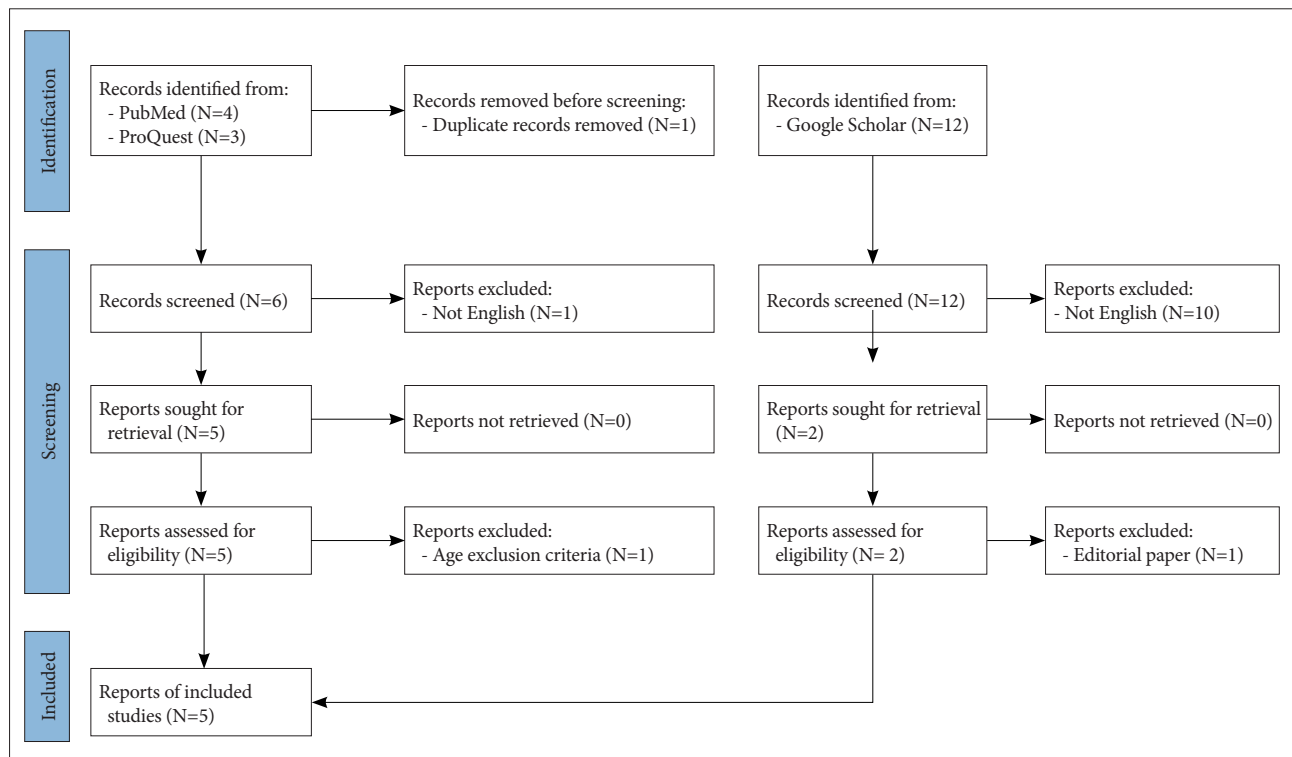 Identification
Records identified from:
- PubMed (N=4)
- ProQuest (N=3)
Records removed before screening:
- Duplicate records removed (N=1)
Records identified from:
- Google Scholar (N=12)
Screening
Records screened (N=6)
Reports excluded:
- Not English (N=1)
Records screened (N=12)
Reports excluded:
- Not English (N=10)
Reports sought for
retrieval (N=5)
Reports not retrieved (N=0)
Reports sought for retrieval
(N=2)
Reports not retrieved (N=0)
Reports assessed for
eligibility (N=5)
Reports excluded:
- Age exclusion criteria (N=1)
Reports assessed for
eligibility (N= 2)
Reports excluded:
- Editorial paper (N=1)
Included
Reports of included
studies (N=5)